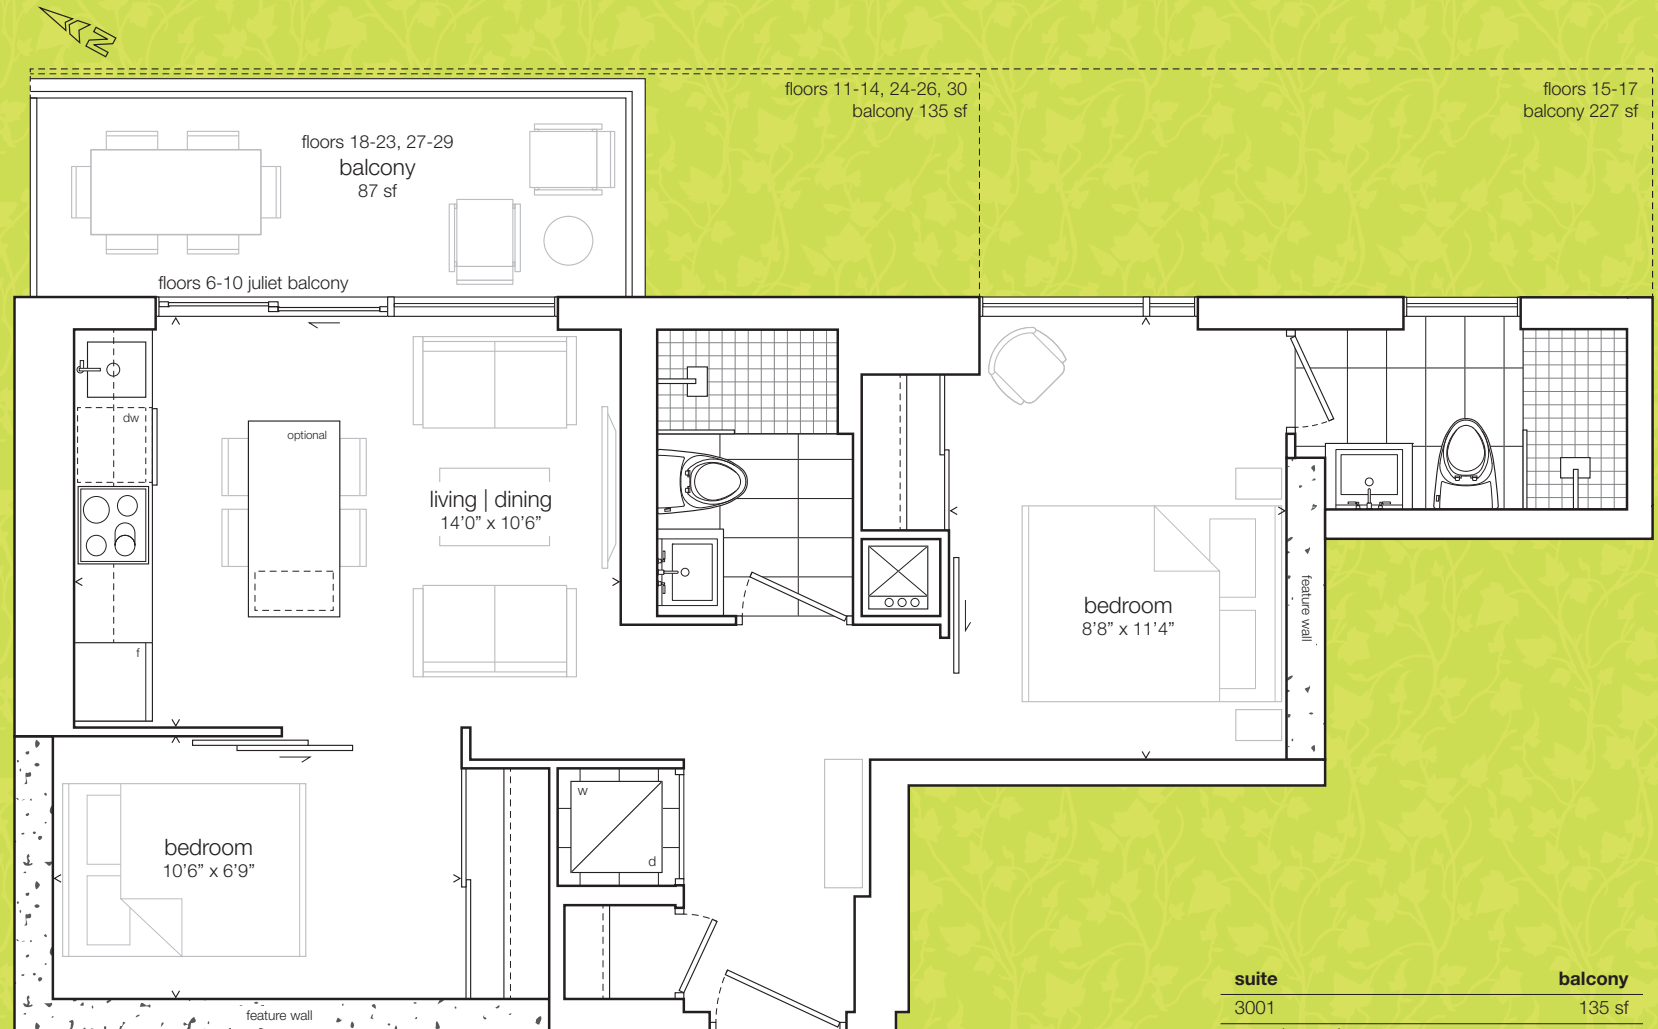 N
floors 11-14, 24-26, 30
balcony 135 sf
floors 15-17
balcony 227 sf
floors 18-23, 27-29
balcony
87 sf
floors 6-10 juliet balcony
dw
optional
living | dining
14’0” x 10’6”
f
bedroom
8’8” x 11’4”
feature wall
bedroom
10’6” x 6’9”
w
d
feature wall
suite balcony
3001 135 sf